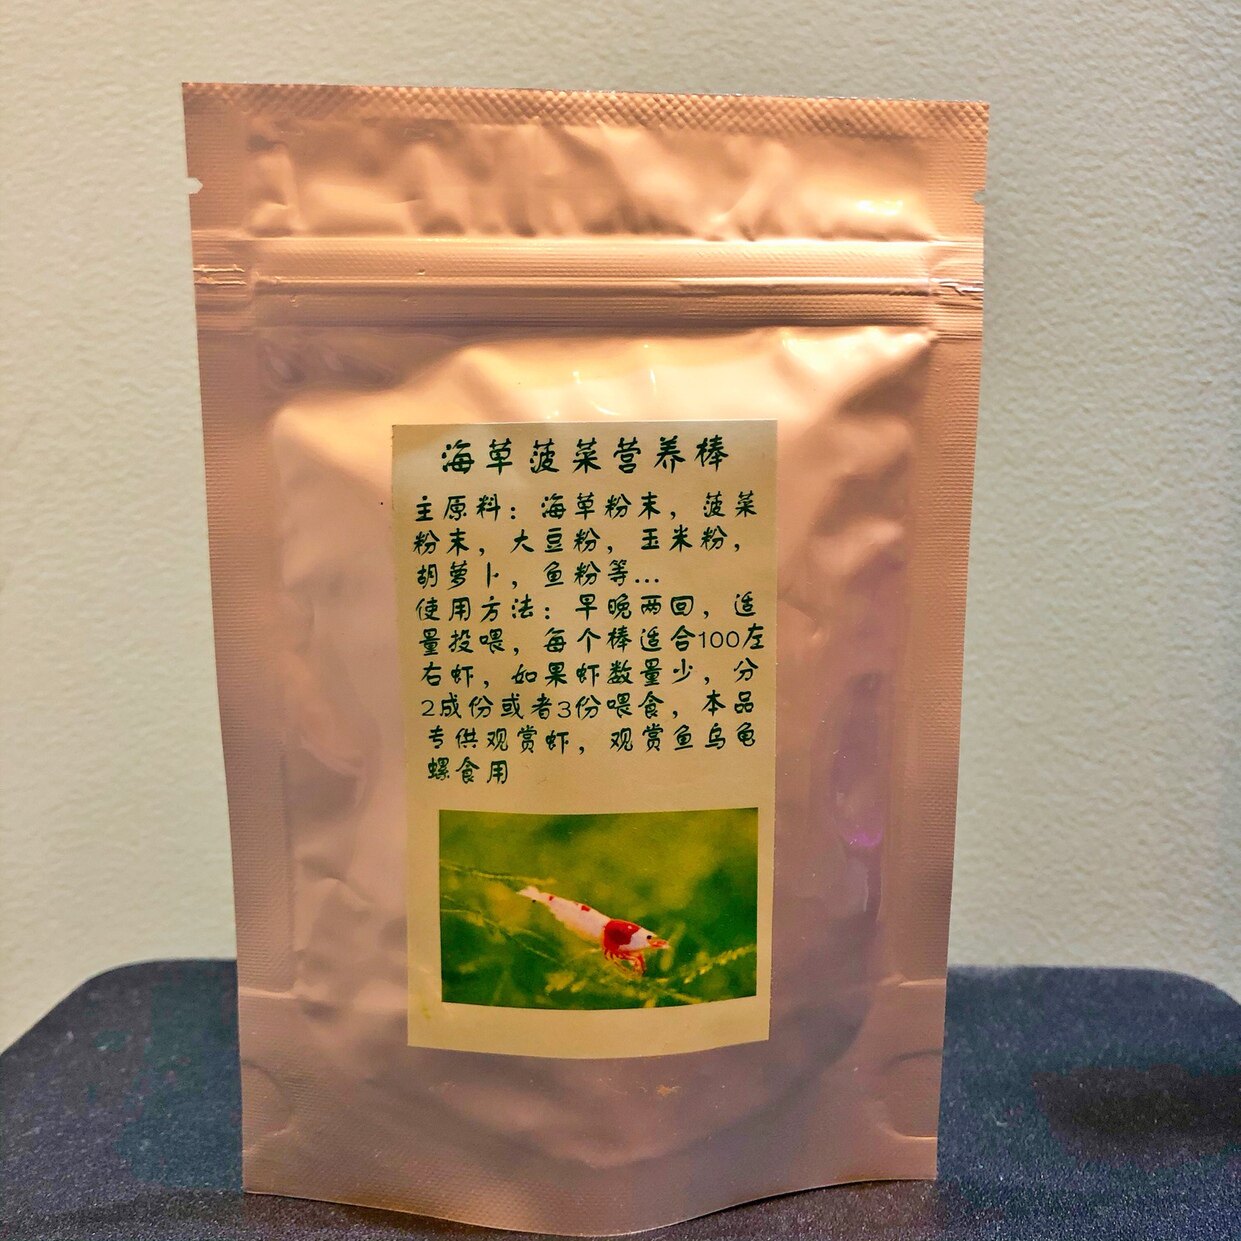 海草菠菜营养棒
主原料：海草粉末，菠菜
粉末，大豆粉，玉米粉，
胡萝卜，鱼粉等...
使用方法：早晚两回，适
量投喂，每个棒适合100左
右虾，如果虾数量少，分
2成份或者3份喂食，本品
专供观赏虾，观赏鱼乌龟
螺食用